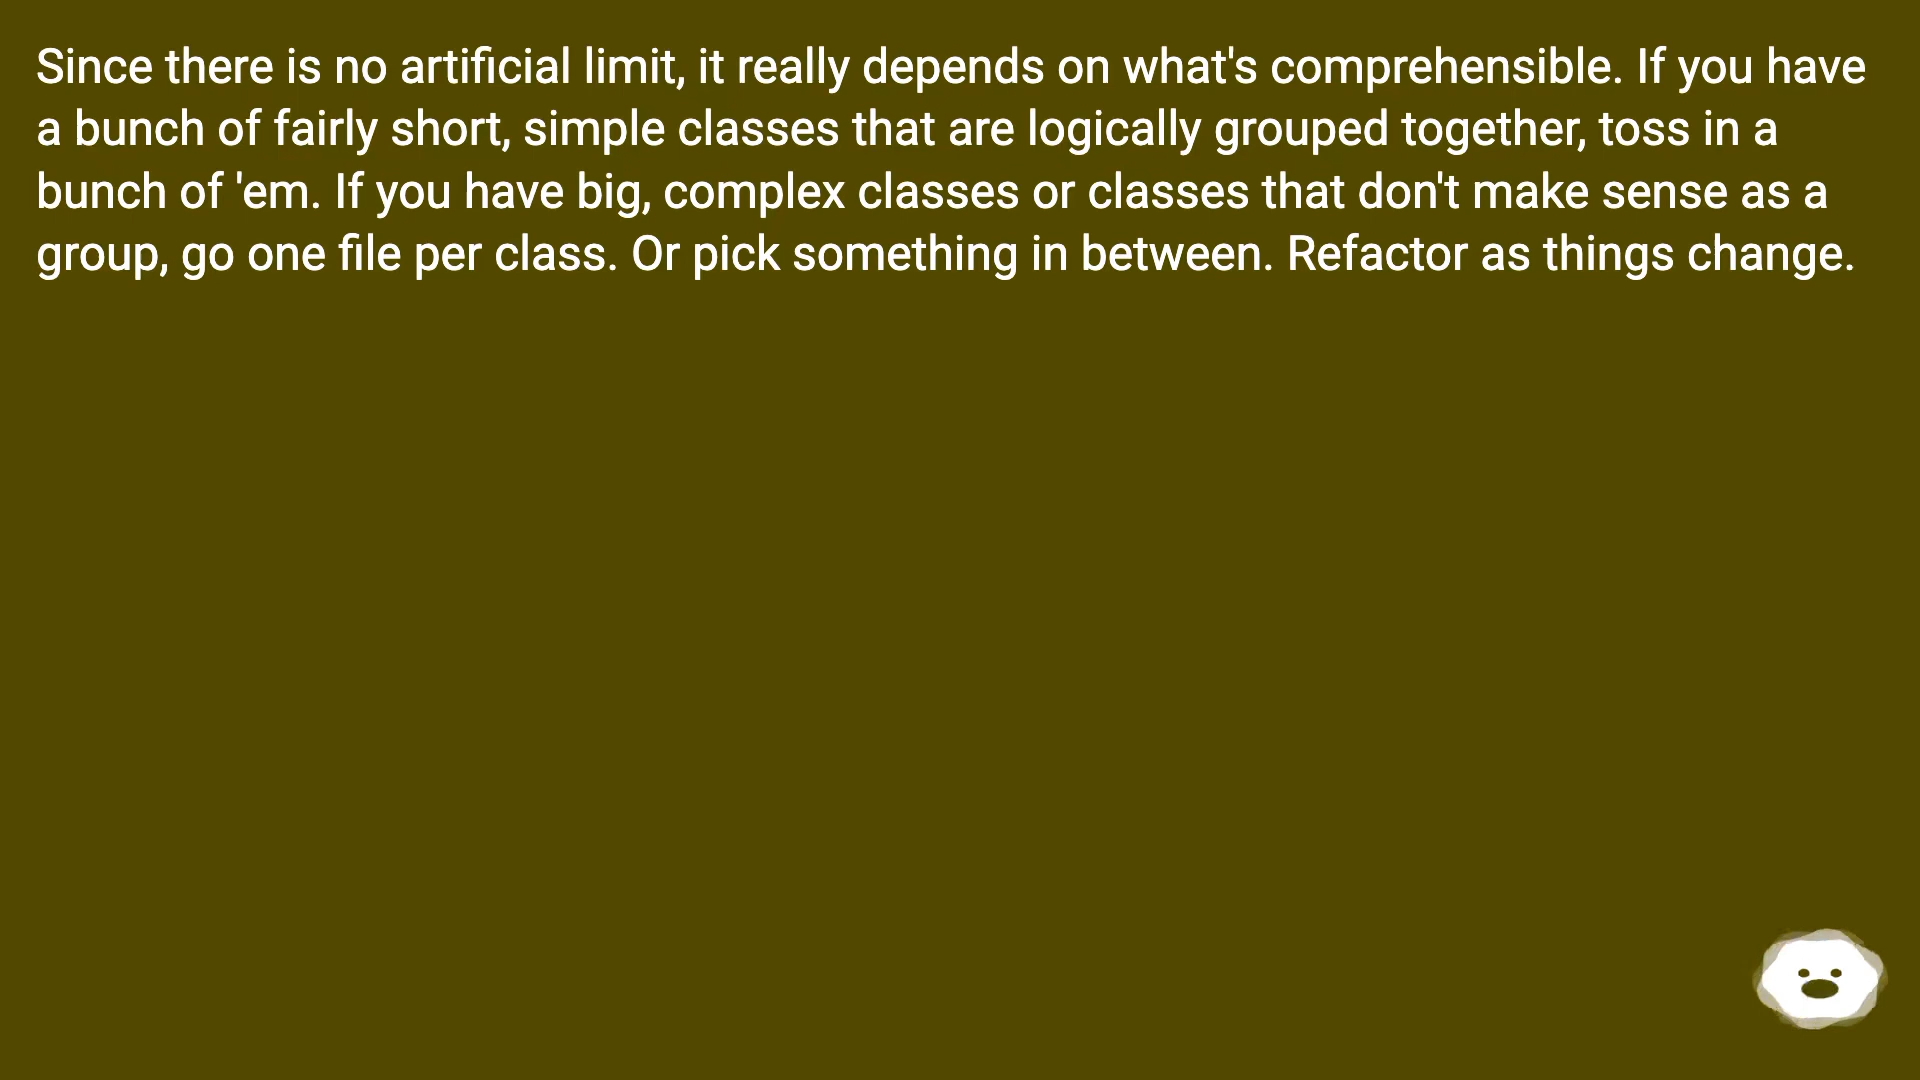 Since there is no artificial limit, it really depends on what's comprehensible. If you have
a bunch of fairly short, simple classes that are logically grouped together, toss in a
bunch of 'em. If you have big, complex classes or classes that don't make sense as a
group, go one file per class. Or pick something in between. Refactor as things change.